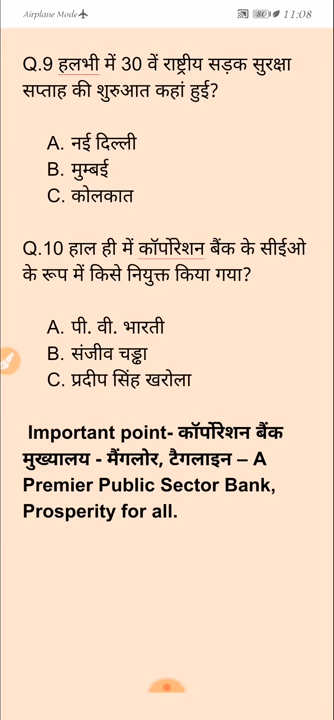 Airplane Mode 80 11:08
Q.9 हलभी में 30 वें राष्ट्रीय सड़क सुरक्षा
सप्ताह की शुरुआत कहां हुई?
A. नई दिल्ली
B. मुम्बई
C. कोलकात
Q.10 हाल ही में कॉर्पोरेशन बैंक के सीईओ
के रूप में किसे नियुक्त किया गया?
A. पी. वी. भारती
B. संजीव चड्ढा
C. प्रदीप सिंह खरोला
Important point- कॉर्पोरेशन बैंक
मुख्यालय - मैंगलोर, टैगलाइन – A
Premier Public Sector Bank,
Prosperity for all.